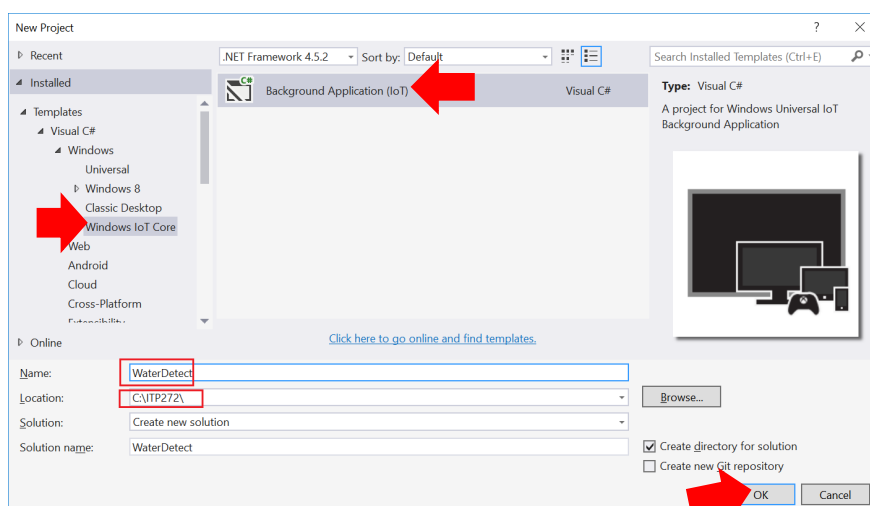 New Project
Recent
.NET Framework 4.5.2 Sort by: Default
Search Installed Templates (Ctrl+E)
Installed
Templates
Visual C#
Windows
Universal
Windows 8
Classic Desktop
Windows IoT Core
Web
Android
Cloud
Cross-Platform
Extensibility
Online
C#
Background Application (IoT) Visual C#
Click here to go online and find templates.
Type: Visual C#
A project for Windows Universal IoT
Background Application
Name: WaterDetect
Location: C:\ITP272\
Browse...
Solution: Create new solution
Solution name: WaterDetect
Create directory for solution
Create new Git repository
OK Cancel